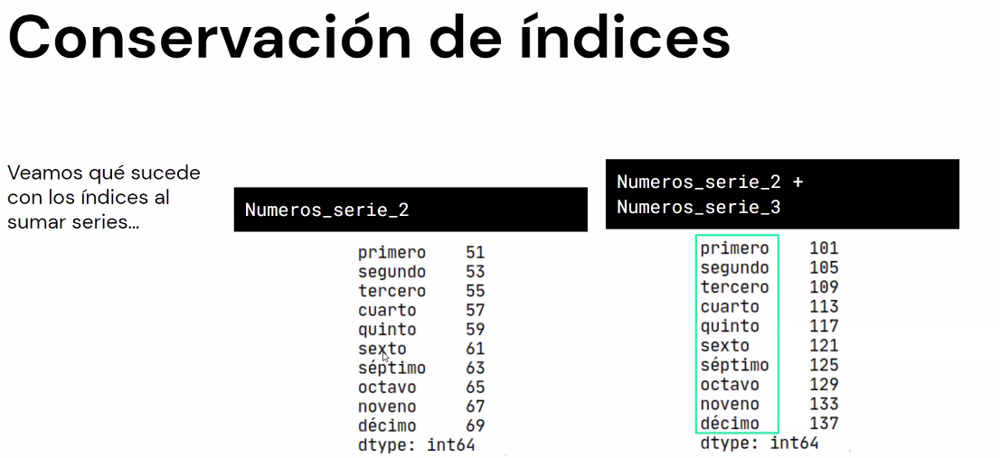 Conservación de índices
Veamos qué sucede
con los índices al
sumar series...
Numeros_serie_2
primero 51
segundo 53
tercero 55
cuarto 57
quinto 59
sexto 61
séptimo 63
octavo 65
noveno 67
décimo 69
dtype: int64
Numeros_serie_2 +
Numeros_serie_3
primero 101
segundo 105
tercero 109
cuarto 113
quinto 117
sexto 121
séptimo 125
octavo 129
noveno 133
décimo 137
dtype: int64